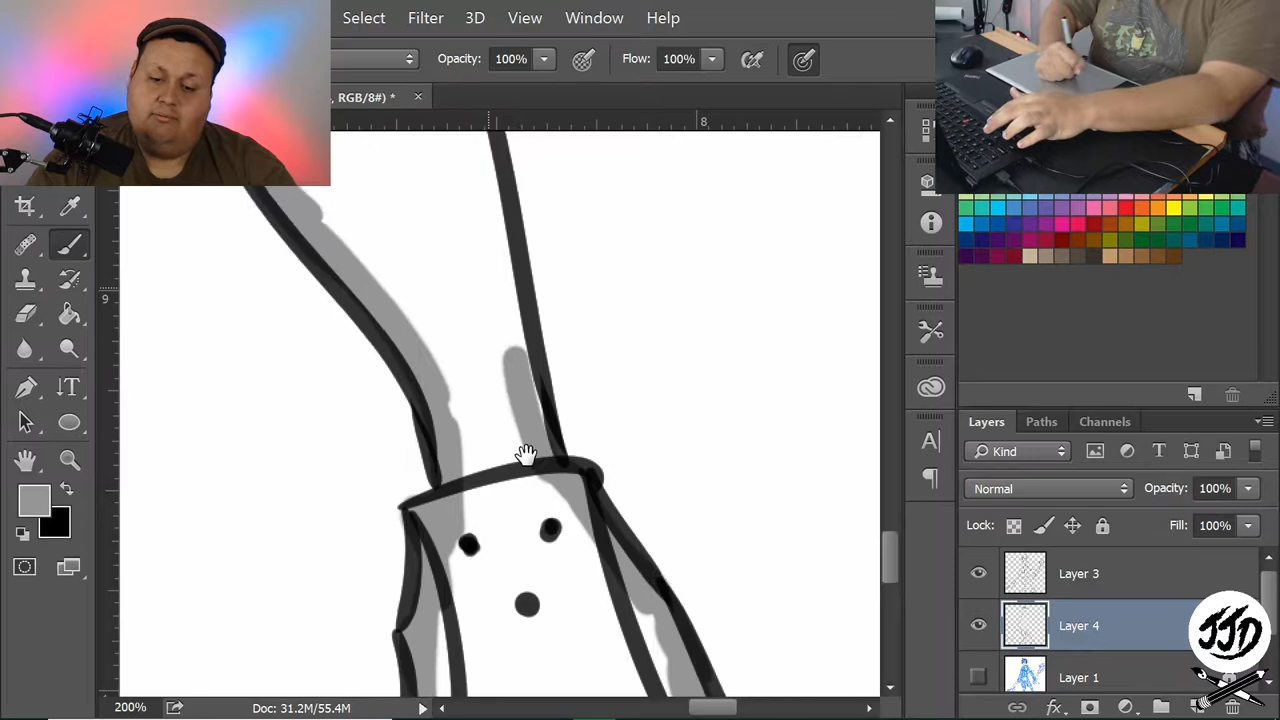 Select Filter 3D View Window Help
Opacity: 100% Flow: 100%
, RGB/8#) * ×
8
9
Kind
Layers Paths Channels
Normal Opacity: 100%
Lock: Fill: 100%
Layer 3
Layer 4
Layer 1
JJD
200% Doc: 31.2M/55.4M